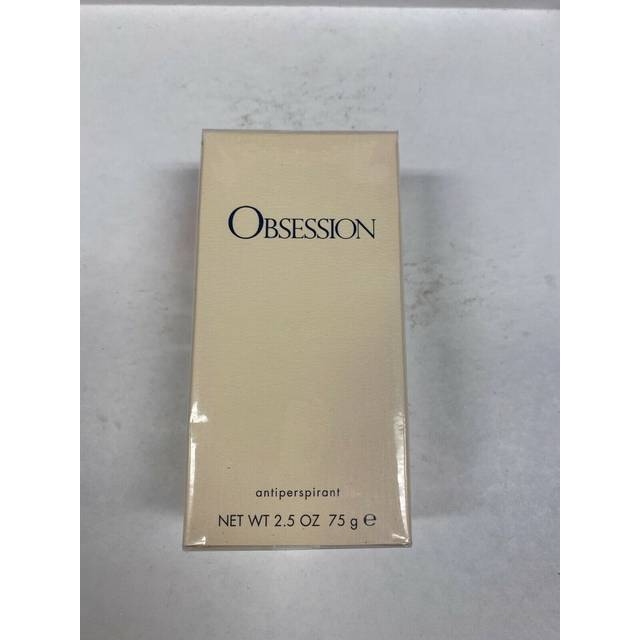 OBSESSION
antiperspirant
NET WT 2.5 OZ 75 g ℮